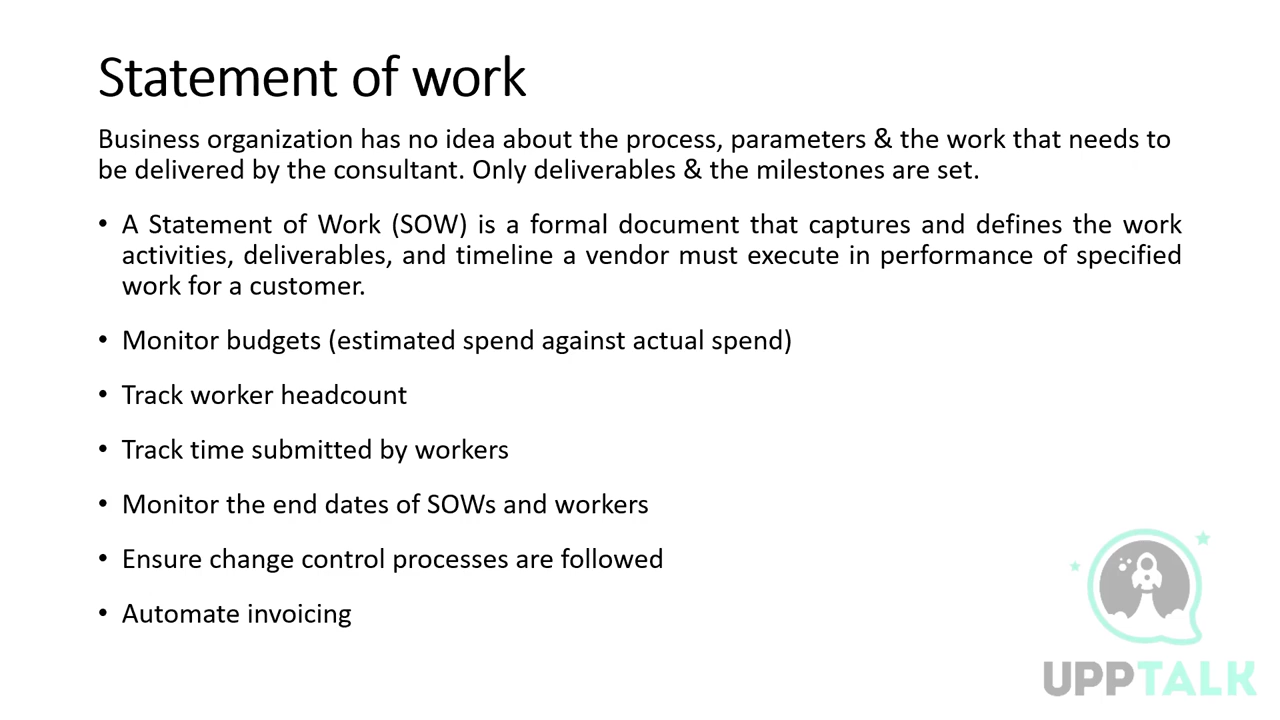 Statement of work
Business organization has no idea about the process, parameters & the work that needs to
be delivered by the consultant. Only deliverables & the milestones are set.
• A Statement of Work (SOW) is a formal document that captures and defines the work
activities, deliverables, and timeline a vendor must execute in performance of specified
work for a customer.
• Monitor budgets (estimated spend against actual spend)
• Track worker headcount
• Track time submitted by workers
• Monitor the end dates of SOWs and workers
• Ensure change control processes are followed
• Automate invoicing
UPPTALK